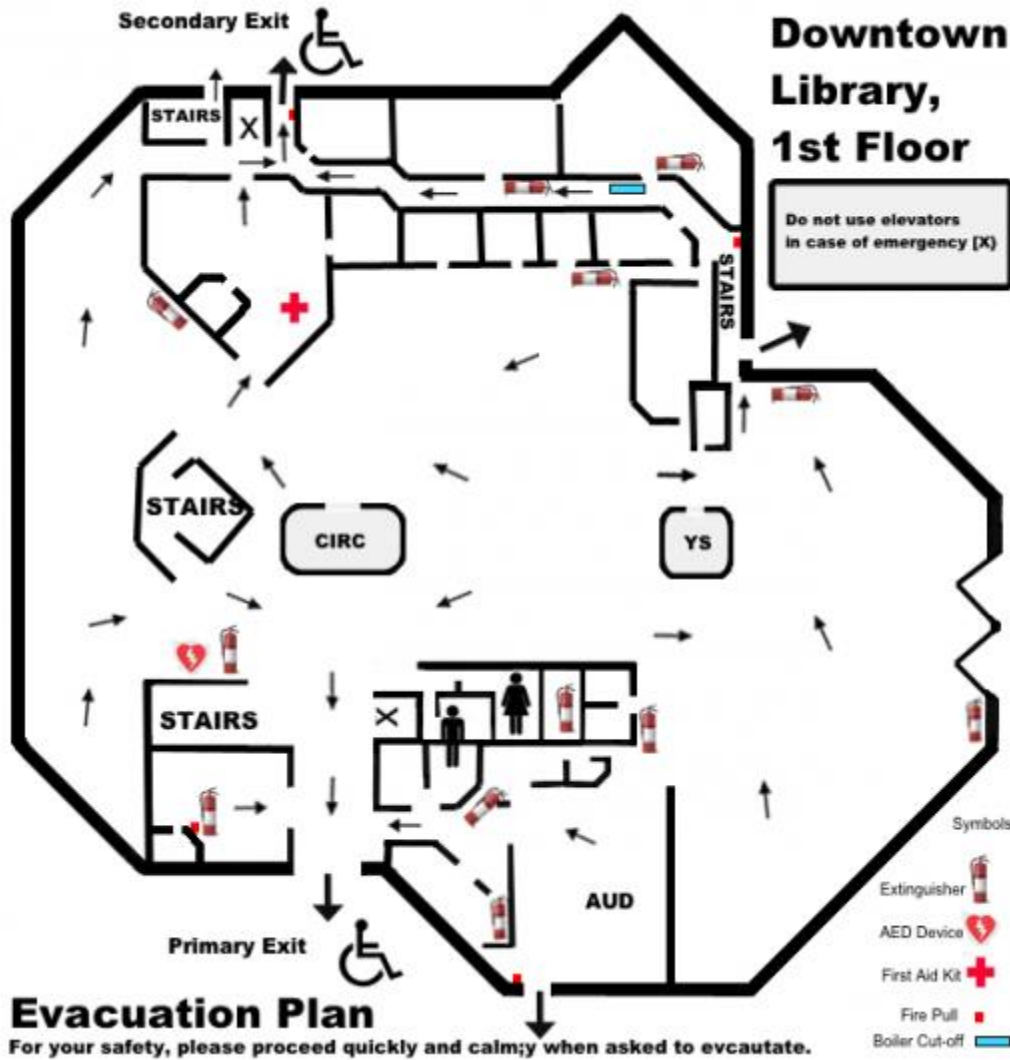 Secondary Exit
Downtown
Library,
1st Floor
STAIRS
X
Do not use elevators
in case of emergency [X}
STAIRS
STAIRS
CIRC
YS
STAIRS
X
AUD
Symbols
Extinguisher
AED Device
First Aid Kit
Fire Pull
Boiler Cut-off
Primary Exit
Evacuation Plan
For your safety, please proceed quickly and calm;y when asked to evcautate.